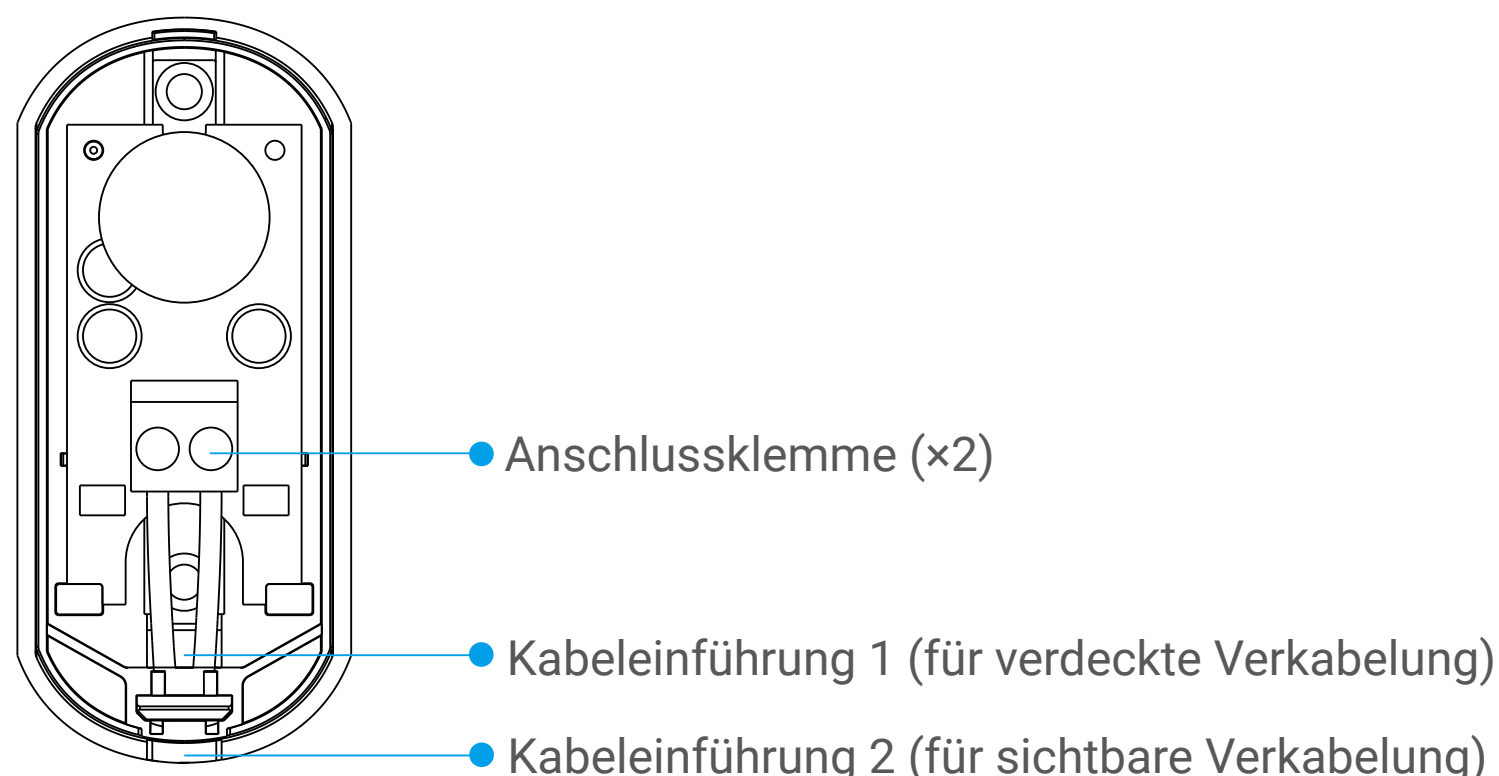 Anschlussklemme (×2)
Kabeleinführung 1 (für verdeckte Verkabelung)
Kabeleinführung 2 (für sichtbare Verkabelung)